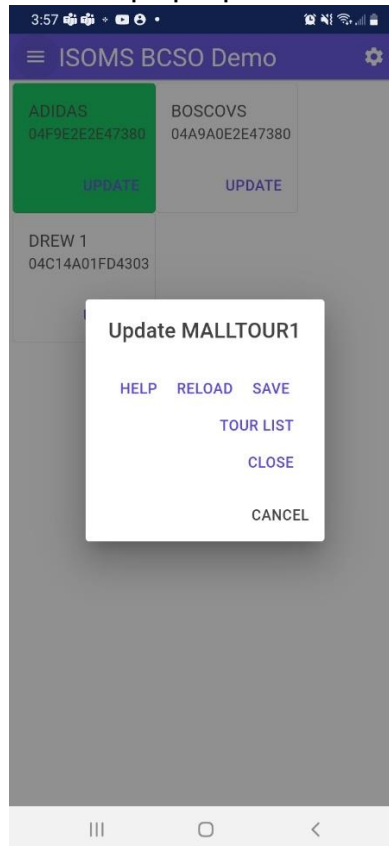 3:57
ISOMS BCSO Demo
ADIDAS
04F9E2E2E47380
UPDATE
BOSCOVS
04A9A0E2E47380
UPDATE
DREW 1
04C14A01FD4303
Update MALLTOUR1
HELP RELOAD SAVE
TOUR LIST
CLOSE
CANCEL